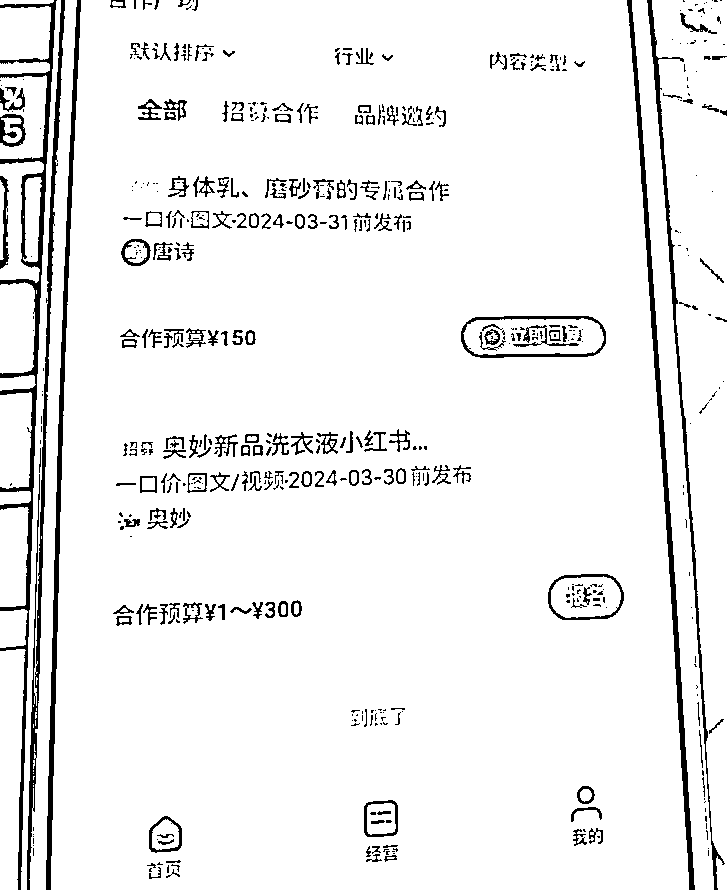 默认排序 行业 内容类型
全部 招募合作 品牌邀约
身体乳、磨砂膏的专属合作
一口价·图文·2024-03-31前发布
唐诗
合作预算¥150
立即回复
招募 奥妙新品洗衣液小红书...
一口价·图文/视频·2024-03-30前发布
奥妙
合作预算¥1～¥300
报名
到底了
首页 经营 我的
5